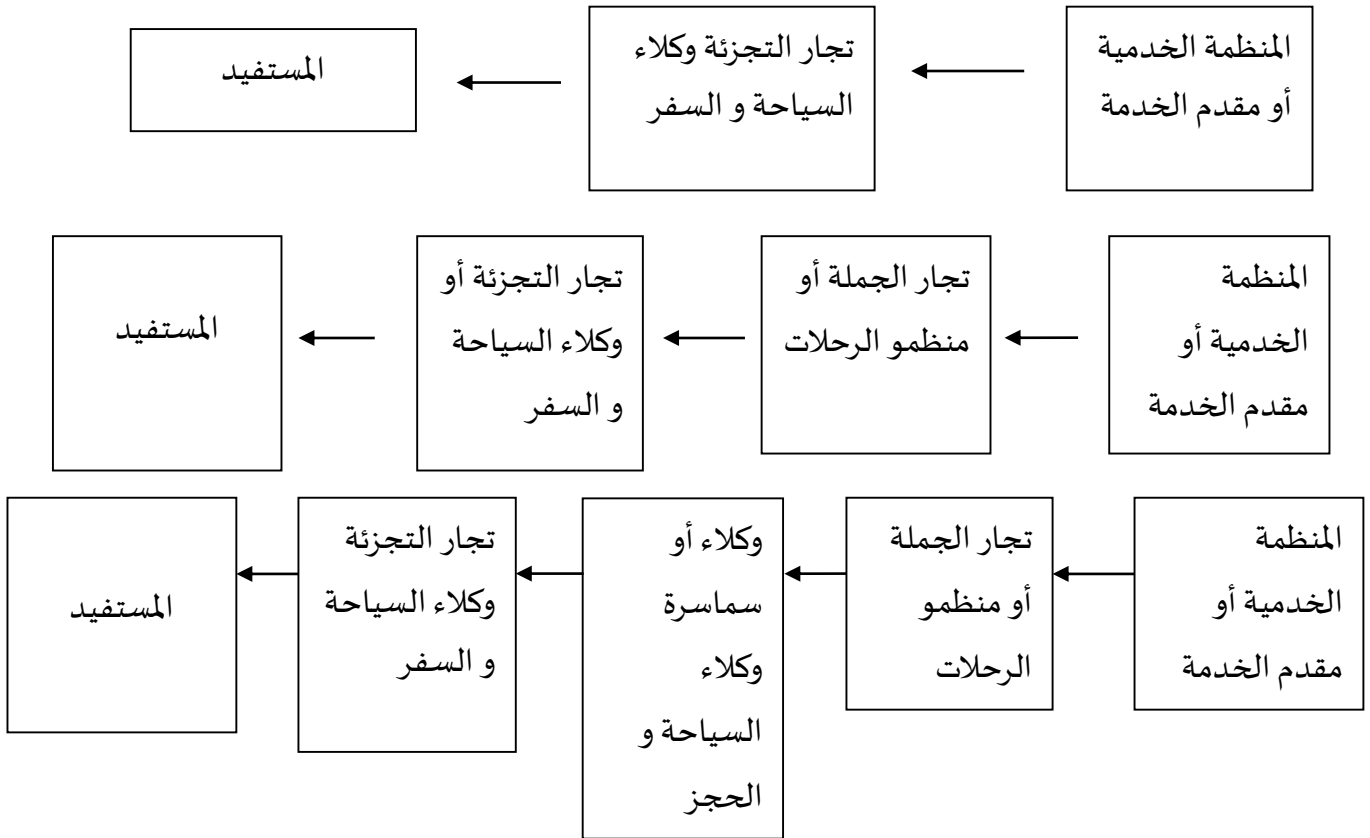 المنظمة الخدمية
أو مقدم الخدمة
تجار التجزئة وكلاء
السياحة و السفر
المستفيد
المنظمة
الخدمية أو
مقدم الخدمة
تجار الجملة أو
منظمو الرحلات
تجار التجزئة أو
وكلاء السياحة
و السفر
المستفيد
المنظمة
الخدمية أو
مقدم الخدمة
تجار الجملة
أو منظمو
الرحلات
وكلاء أو
سماسرة
وكلاء
السياحة و
الحجز
تجار التجزئة
وكلاء السياحة
و السفر
المستفيد